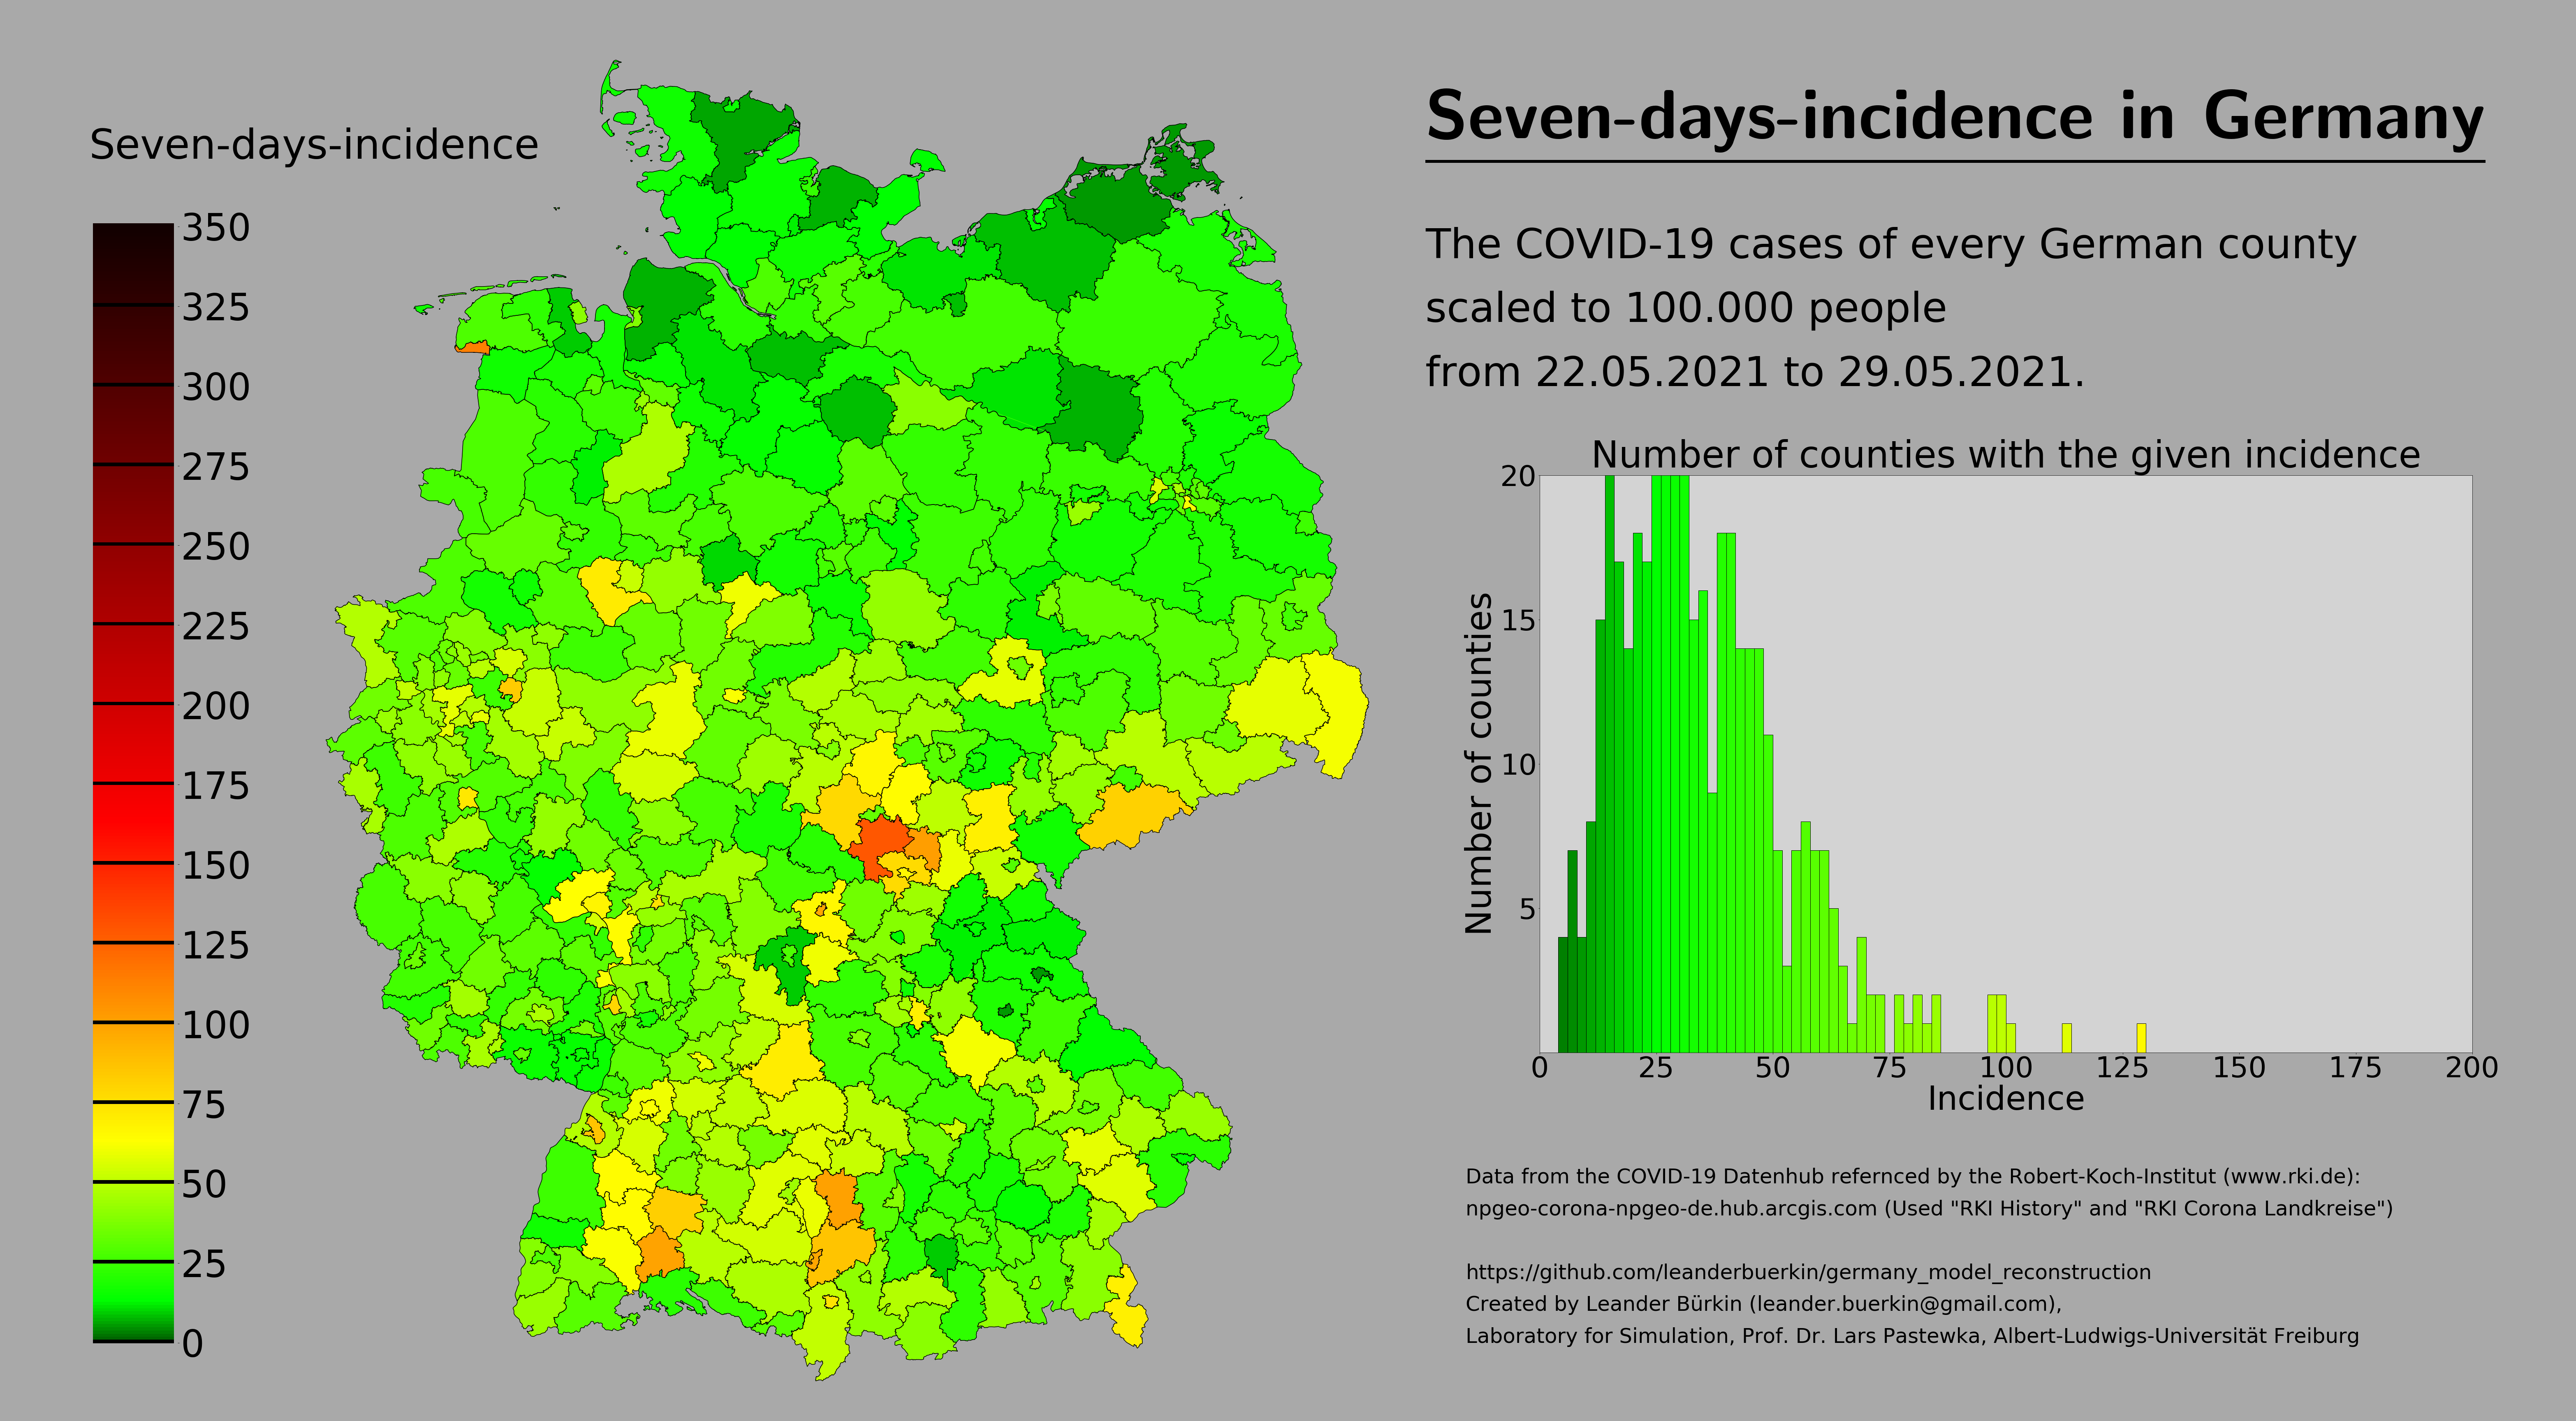 Seven-days-incidence in Germany
Seven-days-incidence
350
325
300
275
250
225
200
175
150
125
100
75
50
25
0
The COVID-19 cases of every German county
scaled to 100.000 people
from 22.05.2021 to 29.05.2021.
Number of counties with the given incidence
20
15
10
5
Number of counties
0 25 50 75 100 125 150 175 200
Incidence
Data from the COVID-19 Datenhub refernced by the Robert-Koch-Institut (www.rki.de):
npgeo-corona-npgeo-de.hub.arcgis.com (Used "RKI History" and "RKI Corona Landkreise")
https://github.com/leanderbuerkin/germany_model_reconstruction
Created by Leander Bürkin (leander.buerkin@gmail.com),
Laboratory for Simulation, Prof. Dr. Lars Pastewka, Albert-Ludwigs-Universität Freiburg